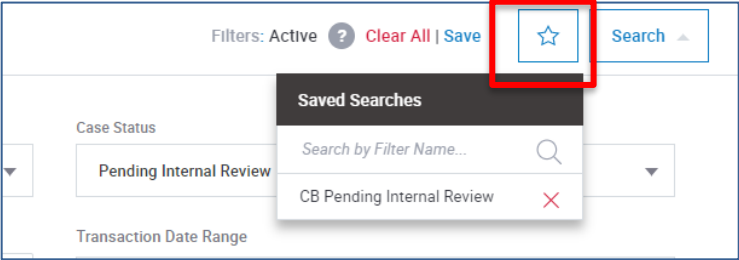 Filters: Active ? Clear All | Save Search
Saved Searches
Case Status
Search by Filter Name...
Pending Internal Review
CB Pending Internal Review
Transaction Date Range